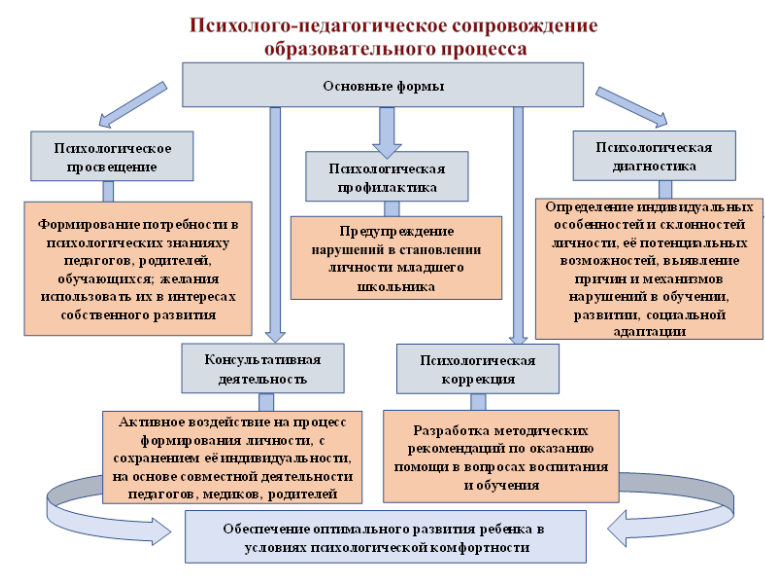 Психолого-педагогическое сопровождение
образовательного процесса
Основные формы
Психологическое
просвещение
Психологическая
профилактика
Психологическая
диагностика
Формирование потребности в
психологических знанияху
педагогов, родителей,
обучающихся; желания
использовать их в интересах
собственного развития
Предупреждение
нарушений в становлении
личности младшего
школьника
Определение индивидуальных
особенностей и склонностей
личности, её потенциальных
возможностей, выявление
причин и механизмов
нарушений в обучении,
развитии, социальной
адаптации
Консультативная
деятельность
Психологическая
коррекция
Активное воздействие на процесс
формирования личности, с
сохранением её индивидуальности,
на основе совместной деятельности
педагогов, медиков, родителей
Разработка методических
рекомендаций по оказанию
помощи в вопросах воспитания
и обучения
Обеспечение оптимального развития ребенка в
условиях психологической комфортности